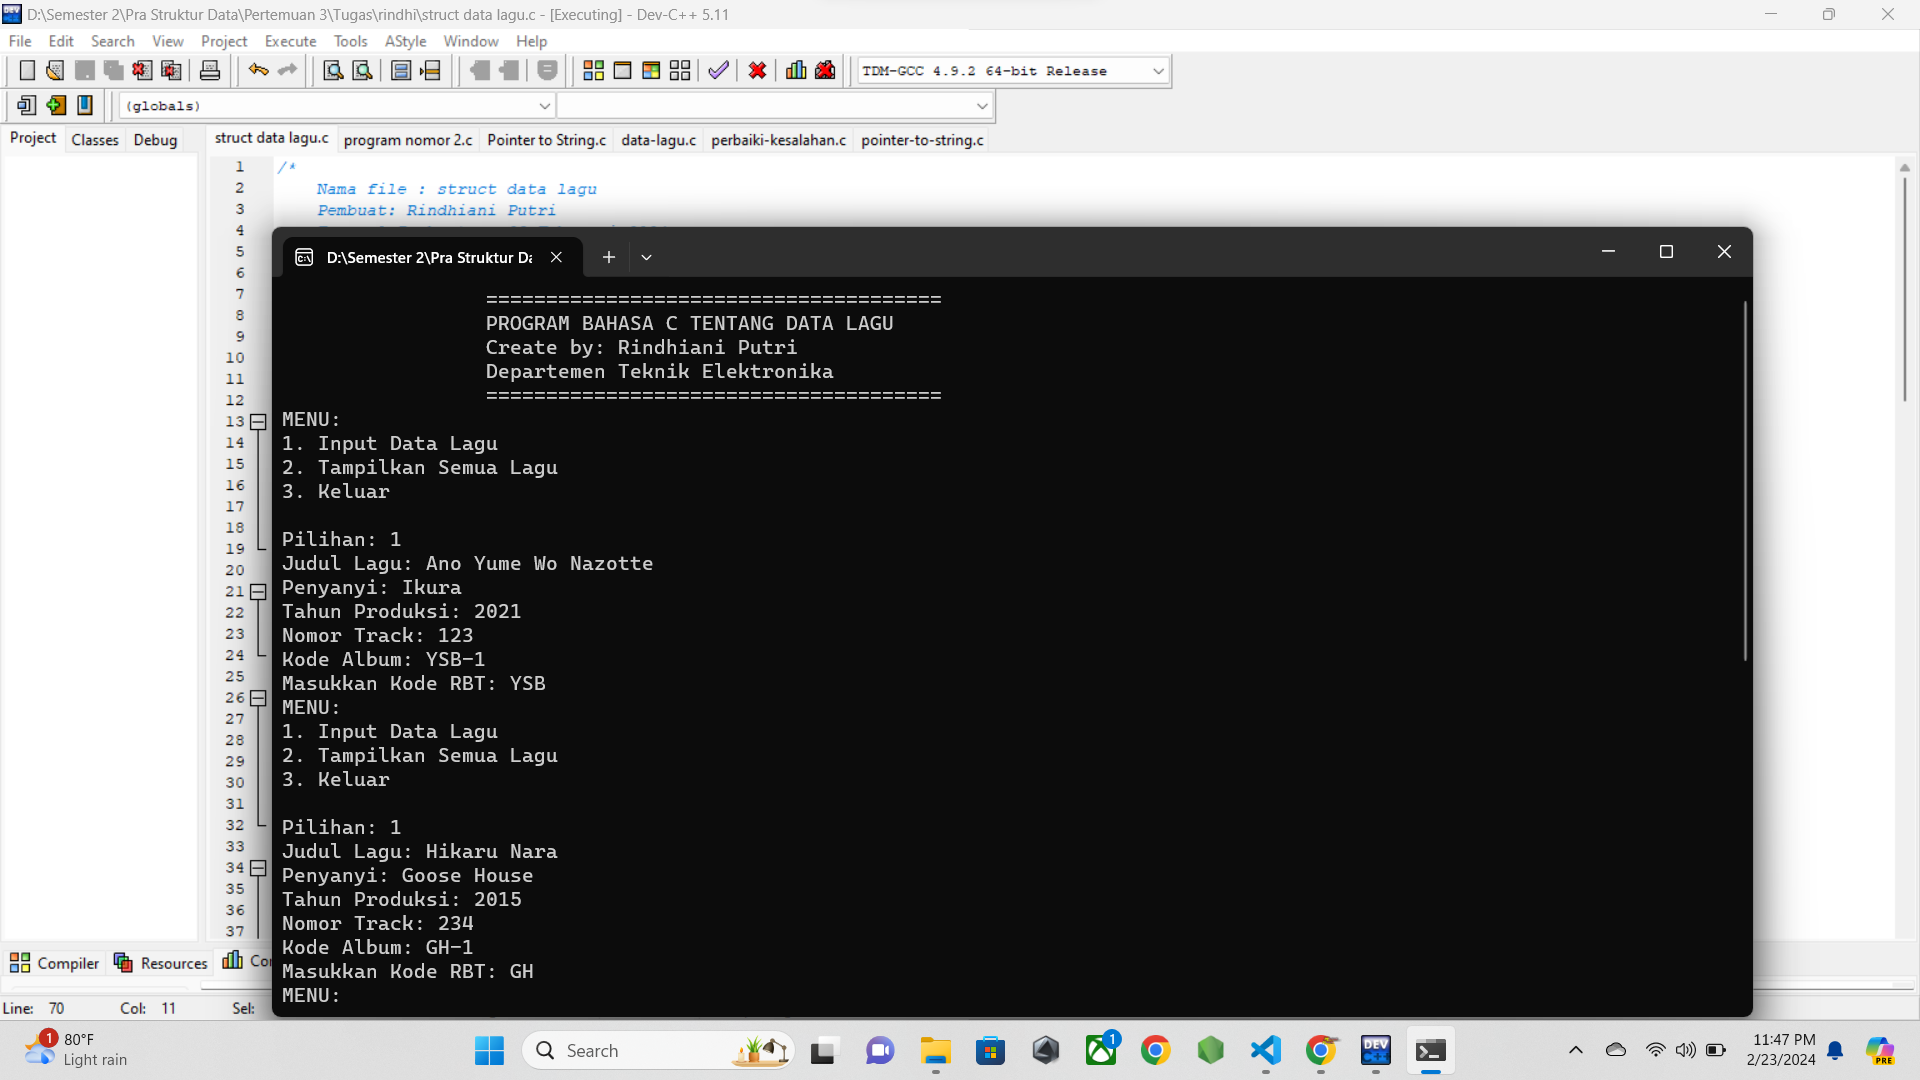 D:\Semester 2\Pra Struktur Data\Pertemuan 3\Tugas\rindhi\struct data lagu.c - [Executing] - Dev-C++ 5.11
File Edit Search View Project Execute Tools AStyle Window Help
TDM-GCC 4.9.2 64-bit Release
(globals)
Project Classes Debug
struct data lagu.c program nomor 2.c Pointer to String.c data-lagu.c perbaiki-kesalahan.c pointer-to-string.c
1 /*
2 Nama file : struct data lagu
3 Pembuat: Rindhiani Putri
4
5
6
7
8
9
10
11
12
13
14
15
16
17
18
19
20
21
22
23
24
25
26
27
28
29
30
31
32
33
34
35
36
37
D:\Semester 2\Pra Struktur Da
======================================
PROGRAM BAHASA C TENTANG DATA LAGU
Create by: Rindhiani Putri
Departemen Teknik Elektronika
======================================
MENU:
1. Input Data Lagu
2. Tampilkan Semua Lagu
3. Keluar
Pilihan: 1
Judul Lagu: Ano Yume Wo Nazotte
Penyanyi: Ikura
Tahun Produksi: 2021
Nomor Track: 123
Kode Album: YSB-1
Masukkan Kode RBT: YSB
MENU:
1. Input Data Lagu
2. Tampilkan Semua Lagu
3. Keluar
Pilihan: 1
Judul Lagu: Hikaru Nara
Penyanyi: Goose House
Tahun Produksi: 2015
Nomor Track: 234
Kode Album: GH-1
Masukkan Kode RBT: GH
MENU:
Compiler Resources Co
Line: 70 Col: 11 Sel:
1
80°F
Light rain
Search
1
DEV C++
11:47 PM
2/23/2024
PRE